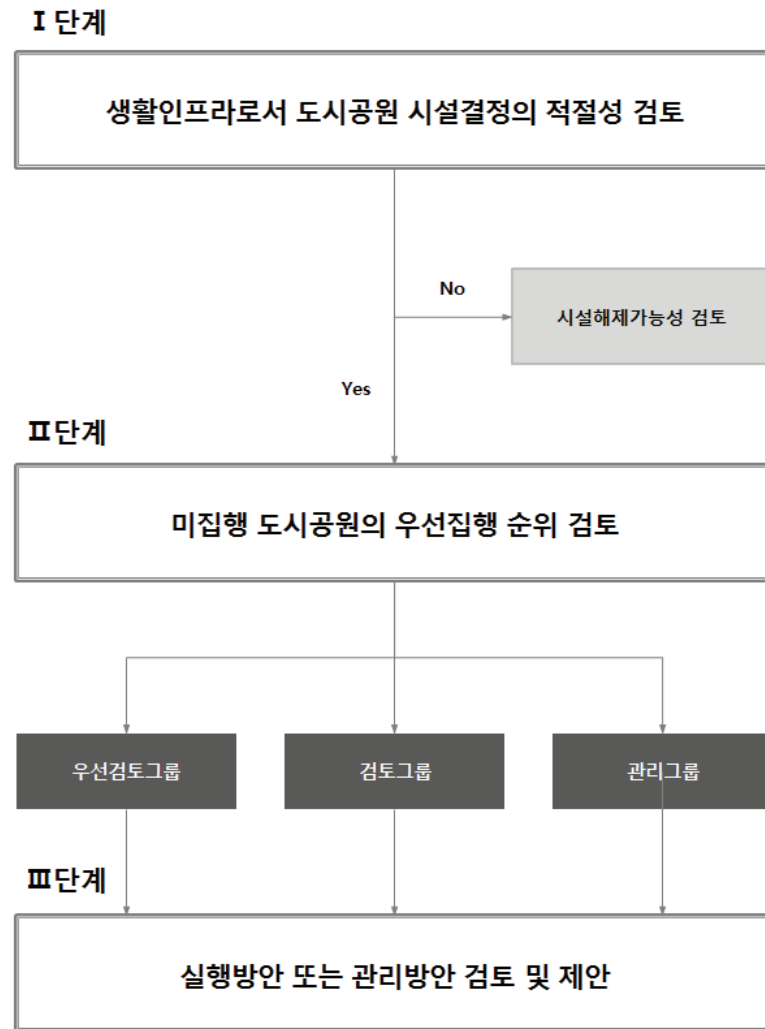 Ⅰ단계
생활인프라로서 도시공원 시설결정의 적절성 검토
No
시설해제가능성 검토
Yes
Ⅱ단계
미집행 도시공원의 우선집행 순위 검토
우선검토그룹
검토그룹
관리그룹
Ⅲ단계
실행방안 또는 관리방안 검토 및 제안